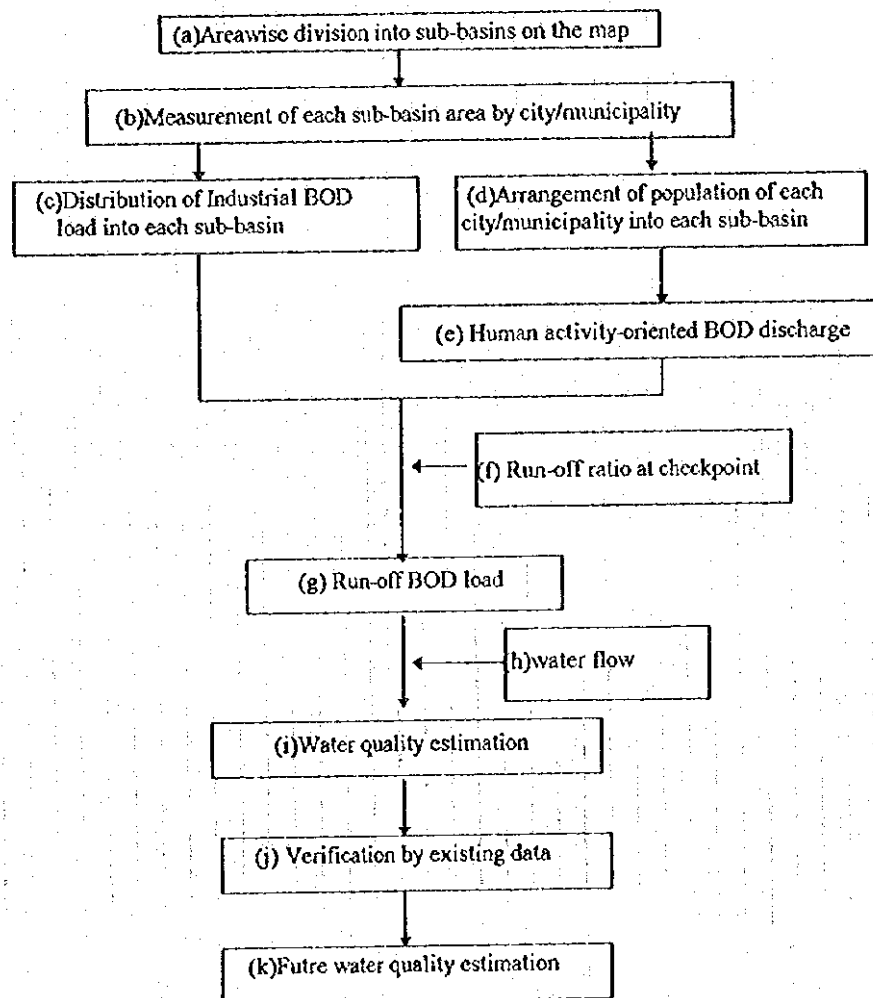 (a)Areawise division into sub-basins on the map
(b)Measurement of each sub-basin area by city/municipality
(c)Distribution of Industrial BOD
load into each sub-basin
(d)Arrangement of population of each
city/municipality into each sub-basin
(e) Human activity-oriented BOD discharge
(f) Run-off ratio at checkpoint
(g) Run-off BOD load
(h)water flow
(i)Water quality estimation
(j) Verification by existing data
(k)Futre water quality estimation